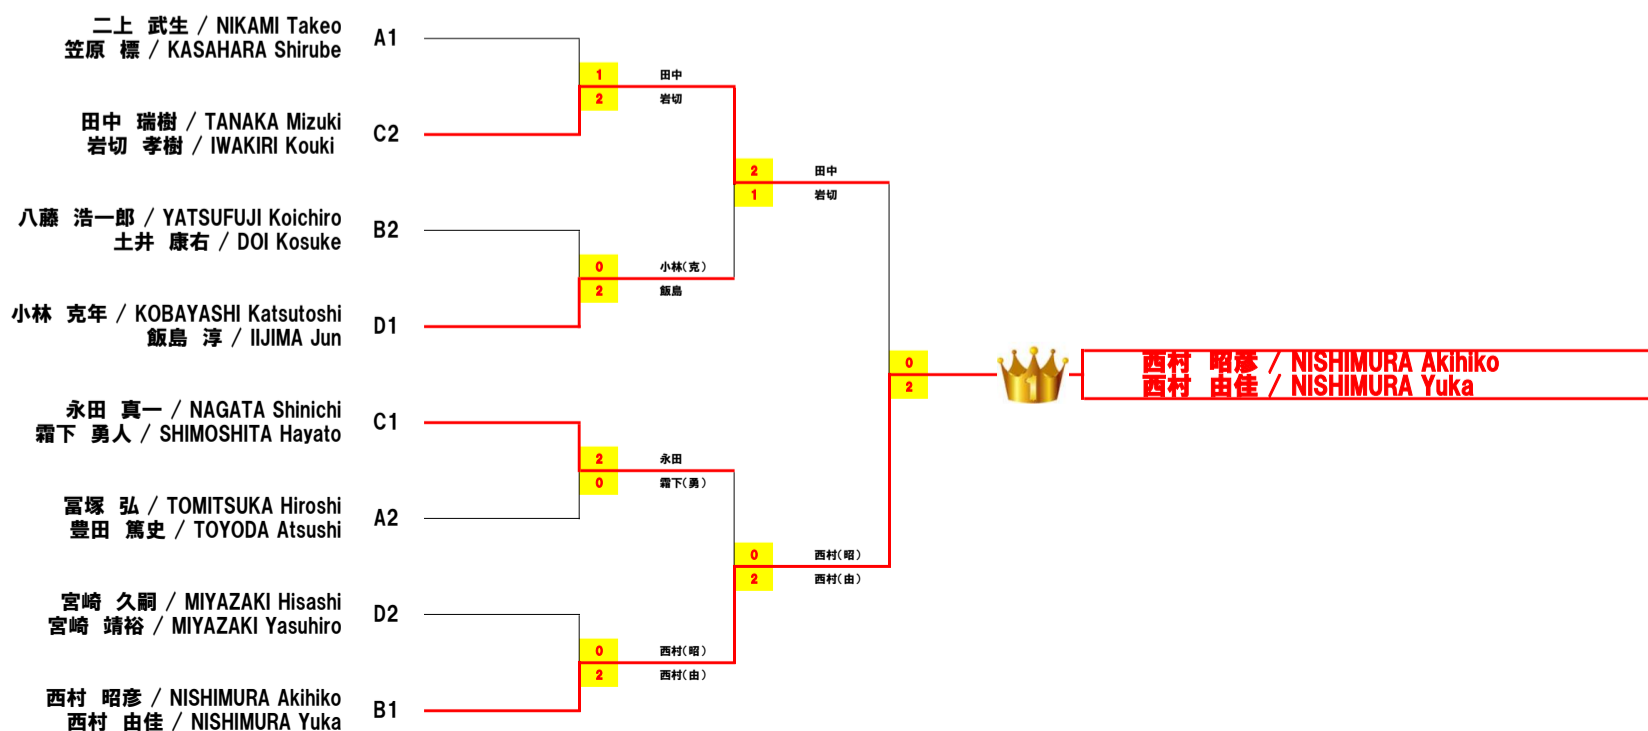 二上 武生 / NIKAMI Takeo
笠原 標 / KASAHARA Shirube
A1
1
2
田中
岩切
田中 瑞樹 / TANAKA Mizuki
岩切 孝樹 / IWAKIRI Kouki
C2
2
1
田中
岩切
八藤 浩一郎 / YATSUFUJI Koichiro
土井 康右 / DOI Kosuke
B2
0
2
小林(克)
飯島
小林 克年 / KOBAYASHI Katsutoshi
飯島 淳 / IIJIMA Jun
D1
0
2
1
西村 昭彦 / NISHIMURA Akihiko
西村 由佳 / NISHIMURA Yuka
永田 真一 / NAGATA Shinichi
霜下 勇人 / SHIMOSHITA Hayato
C1
2
0
永田
霜下(勇)
冨塚 弘 / TOMITSUKA Hiroshi
豊田 篤史 / TOYODA Atsushi
A2
0
2
西村(昭)
西村(由)
宮崎 久嗣 / MIYAZAKI Hisashi
宮崎 靖裕 / MIYAZAKI Yasuhiro
D2
0
2
西村(昭)
西村(由)
西村 昭彦 / NISHIMURA Akihiko
西村 由佳 / NISHIMURA Yuka
B1